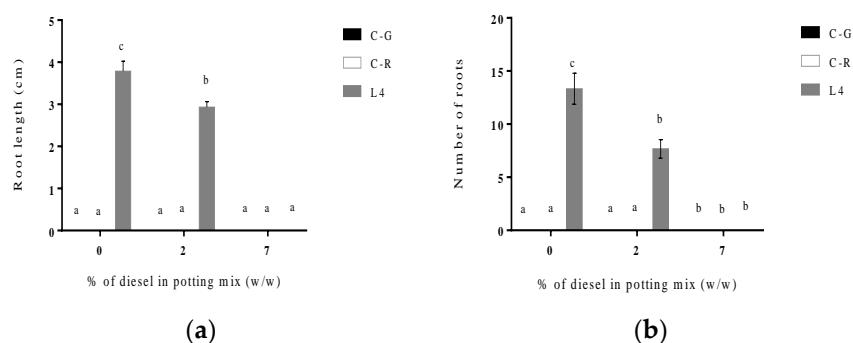 5
4
3
2
1
0
Root length (cm)
c
b
a a a a a a a
0 2 7
% of diesel in potting mix (w/w)
C-G
C-R
L4
(a)
20
15
10
5
0
Number of roots
c
b
a a a a b b b
0 2 7
% of diesel in potting mix (w/w)
C-G
C-R
L4
(b)